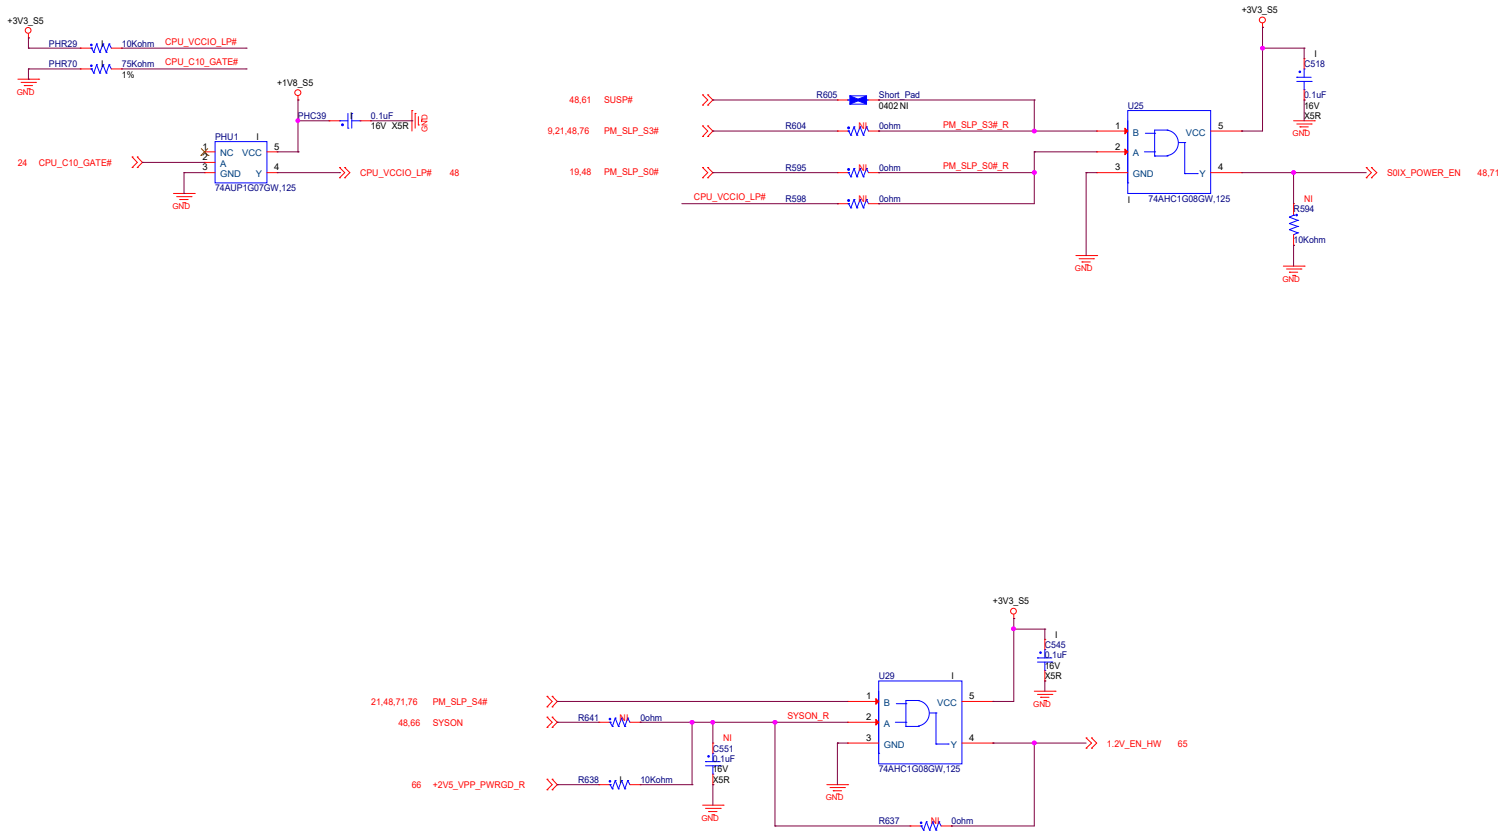 +3V3_S5
PHR29 I 10Kohm CPU_VCCIO_LP#
PHR70 I 75Kohm CPU_C10_GATE#
1%
GND
+1V8_S5
PHC39 I 0.1uF
16V X5R
GND
PHU1 I
1 NC VCC 5
2 A
3 GND Y 4
74AUP1G07GW,125
24 CPU_C10_GATE#
CPU_VCCIO_LP# 48
GND
+3V3_S5
I
C518
0.1uF
16V
X5R
GND
48,61 SUSP# R605 Short_Pad
0402 NI
9,21,48,76 PM_SLP_S3# R604 NI 0ohm PM_SLP_S3#_R
19,48 PM_SLP_S0# R595 NI 0ohm PM_SLP_S0#_R
CPU_VCCIO_LP# R598 NI 0ohm
U25
1 B VCC 5
2 A
3 GND Y 4
I 74AHC1G08GW,125
GND
S0IX_POWER_EN 48,71
NI
R594
10Kohm
GND
+3V3_S5
I
C545
0.1uF
16V
X5R
GND
21,48,71,76 PM_SLP_S4#
48,66 SYSON R641 NI 0ohm SYSON_R
66 +2V5_VPP_PWRGD_R R638 I 10Kohm
NI
C551
0.1uF
16V
X5R
GND
U29 I
1 B VCC 5
2 A
3 GND Y 4
74AHC1G08GW,125
GND
1.2V_EN_HW 65
R637 NI 0ohm